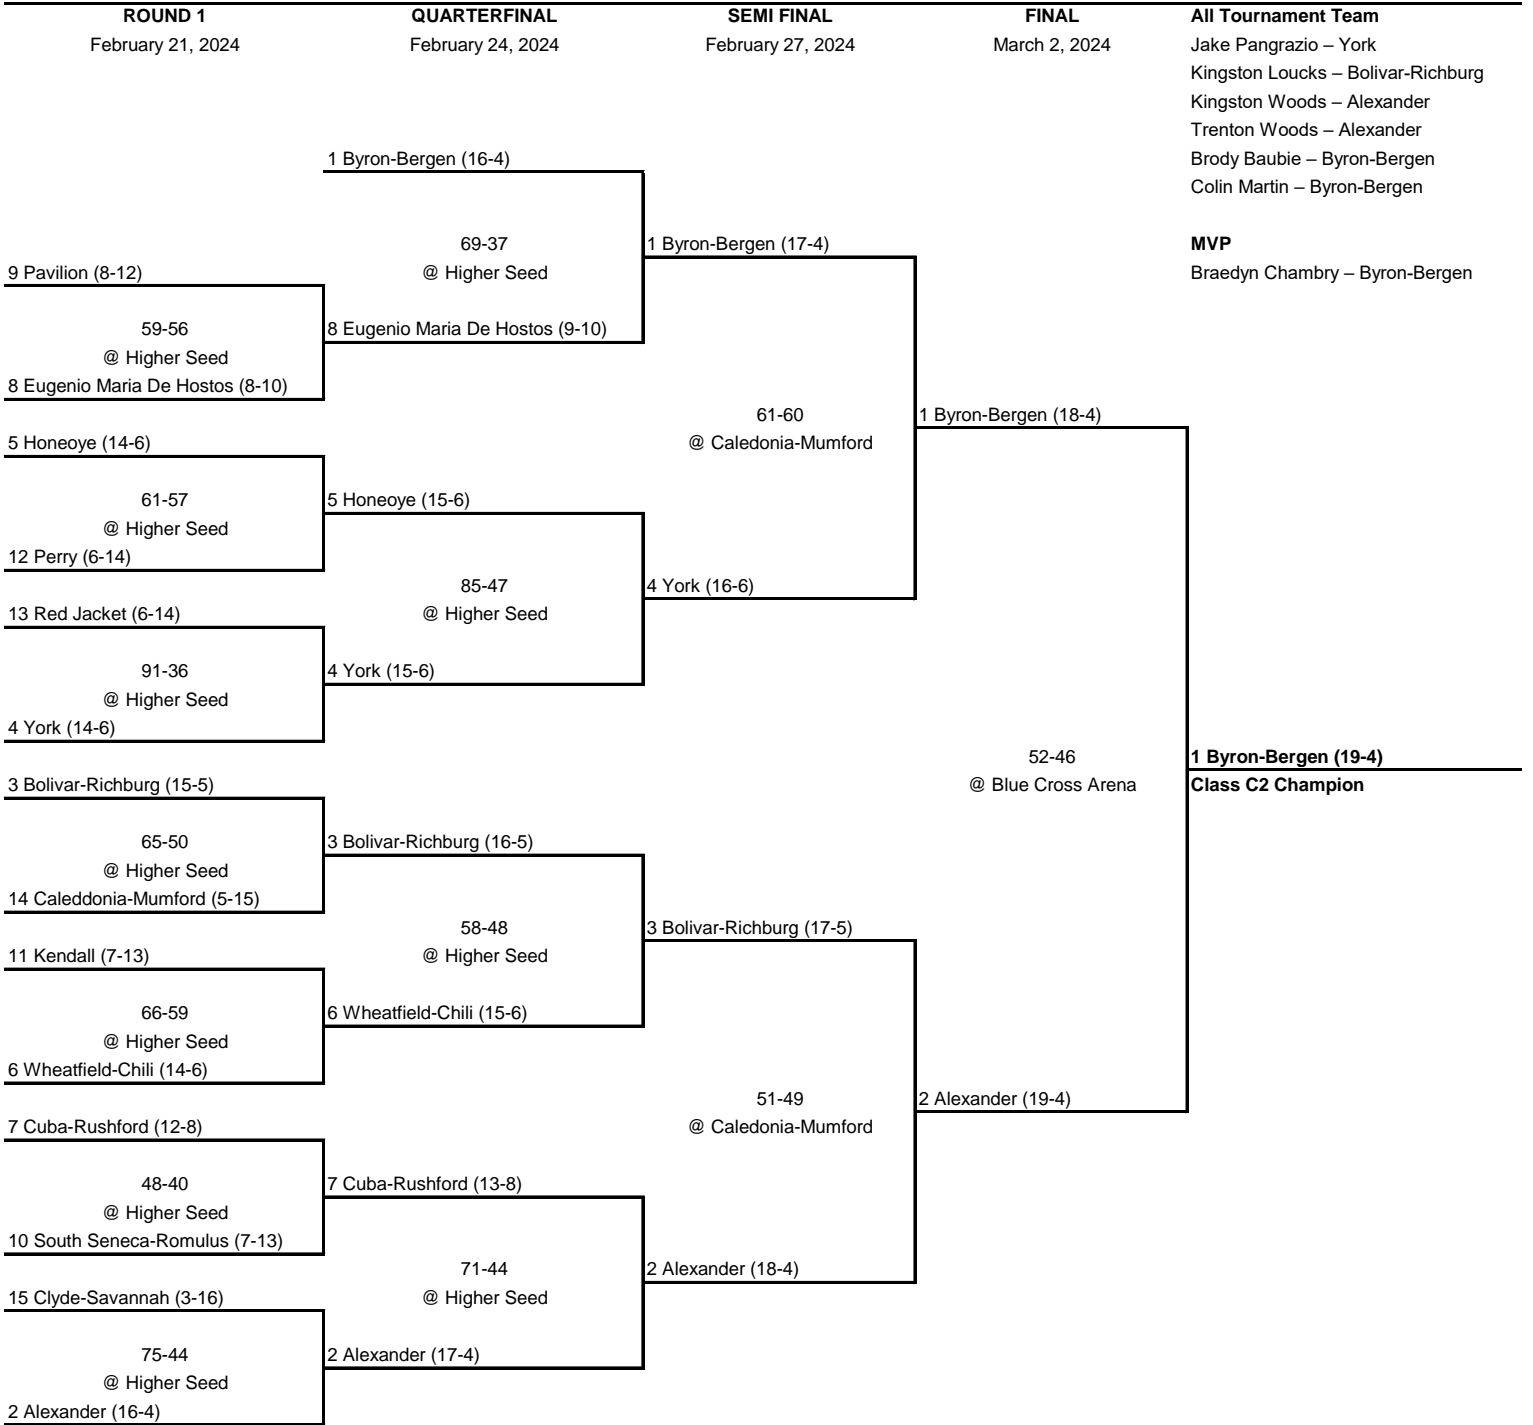 ROUND 1 QUARTERFINAL SEMI FINAL FINAL All Tournament Team
February 21, 2024 February 24, 2024 February 27, 2024 March 2, 2024 Jake Pangrazio – York
Kingston Loucks – Bolivar-Richburg
Kingston Woods – Alexander
Trenton Woods – Alexander
1 Byron-Bergen (16-4) Brody Baubie – Byron-Bergen
Colin Martin – Byron-Bergen
69-37 1 Byron-Bergen (17-4) MVP
9 Pavilion (8-12) @ Higher Seed Braedyn Chambry – Byron-Bergen
59-56 8 Eugenio Maria De Hostos (9-10)
@ Higher Seed
8 Eugenio Maria De Hostos (8-10)
61-60 1 Byron-Bergen (18-4)
5 Honeoye (14-6) @ Caledonia-Mumford
61-57 5 Honeoye (15-6)
@ Higher Seed
12 Perry (6-14)
85-47 4 York (16-6)
13 Red Jacket (6-14) @ Higher Seed
91-36 4 York (15-6)
@ Higher Seed
4 York (14-6)
52-46 1 Byron-Bergen (19-4)
3 Bolivar-Richburg (15-5) @ Blue Cross Arena Class C2 Champion
65-50 3 Bolivar-Richburg (16-5)
@ Higher Seed
14 Caleddonia-Mumford (5-15)
58-48 3 Bolivar-Richburg (17-5)
11 Kendall (7-13) @ Higher Seed
66-59 6 Wheatfield-Chili (15-6)
@ Higher Seed
6 Wheatfield-Chili (14-6)
51-49 2 Alexander (19-4)
7 Cuba-Rushford (12-8) @ Caledonia-Mumford
48-40 7 Cuba-Rushford (13-8)
@ Higher Seed
10 South Seneca-Romulus (7-13)
71-44 2 Alexander (18-4)
15 Clyde-Savannah (3-16) @ Higher Seed
75-44 2 Alexander (17-4)
@ Higher Seed
2 Alexander (16-4)